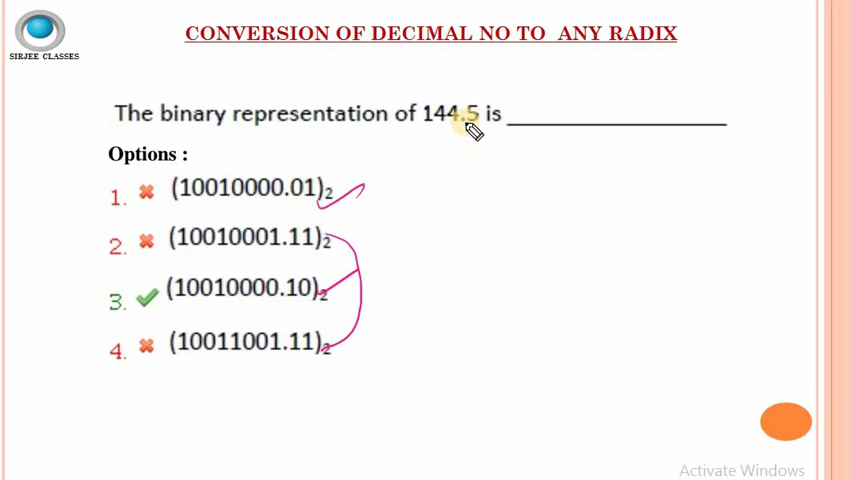 CONVERSION OF DECIMAL NO TO ANY RADIX
SIRJEE CLASSES
The binary representation of 144.5 is ____________
Options :
1. ✖ (10010000.01)₂
2. ✖ (10010001.11)₂
3. ✔ (10010000.10)₂
4. ✖ (10011001.11)₂
Activate Windows